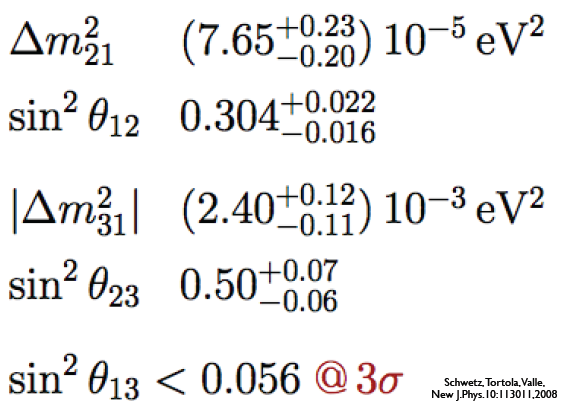 Δm²₂₁ (7.65⁺⁰·²³₋₀.₂₀) 10⁻⁵ eV²
sin² θ₁₂ 0.304⁺⁰·⁰²²₋₀.₀₁₆
|Δm²₃₁| (2.40⁺⁰·¹²₋₀.₁₁) 10⁻³ eV²
sin² θ₂₃ 0.50⁺⁰·⁰⁷₋₀.₀₆
sin² θ₁₃ < 0.056 @ 3σ
Schwetz, Tortola, Valle,
New J.Phys.10:113011,2008